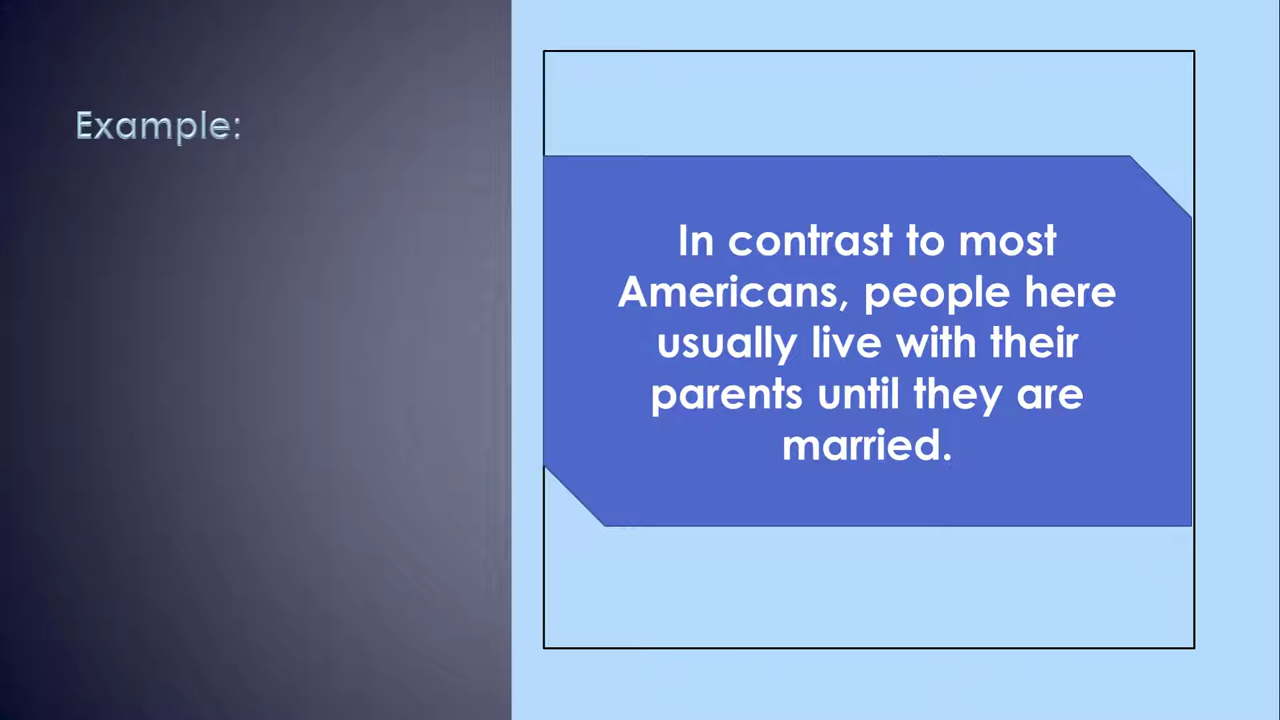 Example:
In contrast to most
Americans, people here
usually live with their
parents until they are
married.